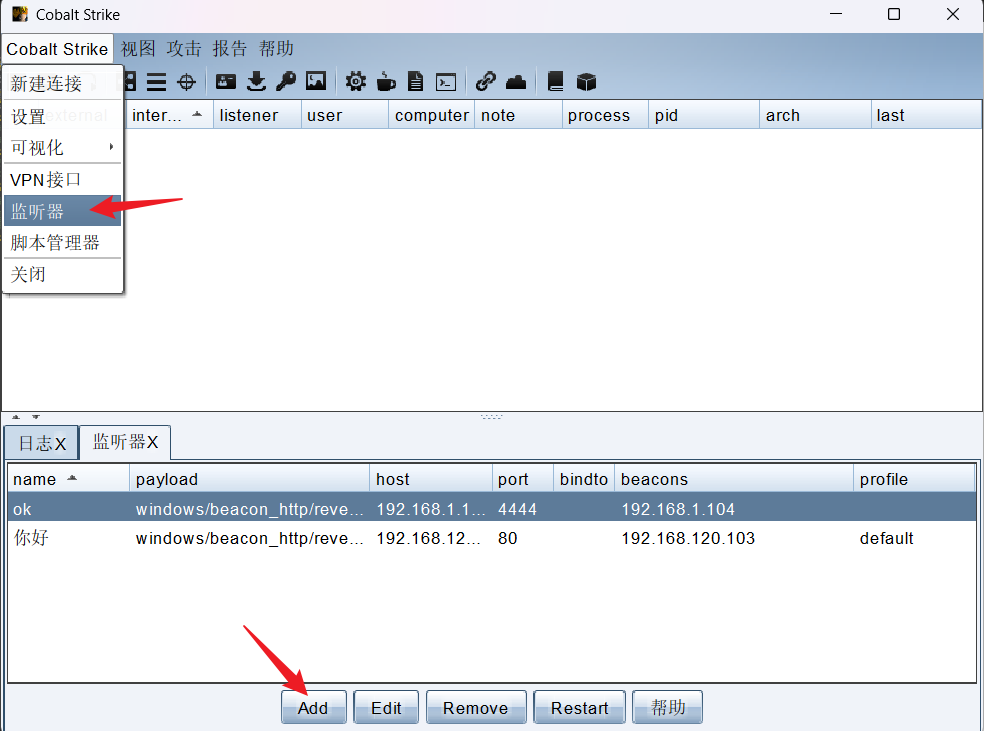 Cobalt Strike
Cobalt Strike 视图 攻击 报告 帮助
新建连接
设置
可视化
VPN接口
监听器
脚本管理器
关闭
external inter... listener user computer note process pid arch last
日志X 监听器X
name payload host port bindto beacons profile
ok windows/beacon_http/reve... 192.168.1.1... 4444 192.168.1.104
你好 windows/beacon_http/reve... 192.168.12... 80 192.168.120.103 default
Add Edit Remove Restart 帮助